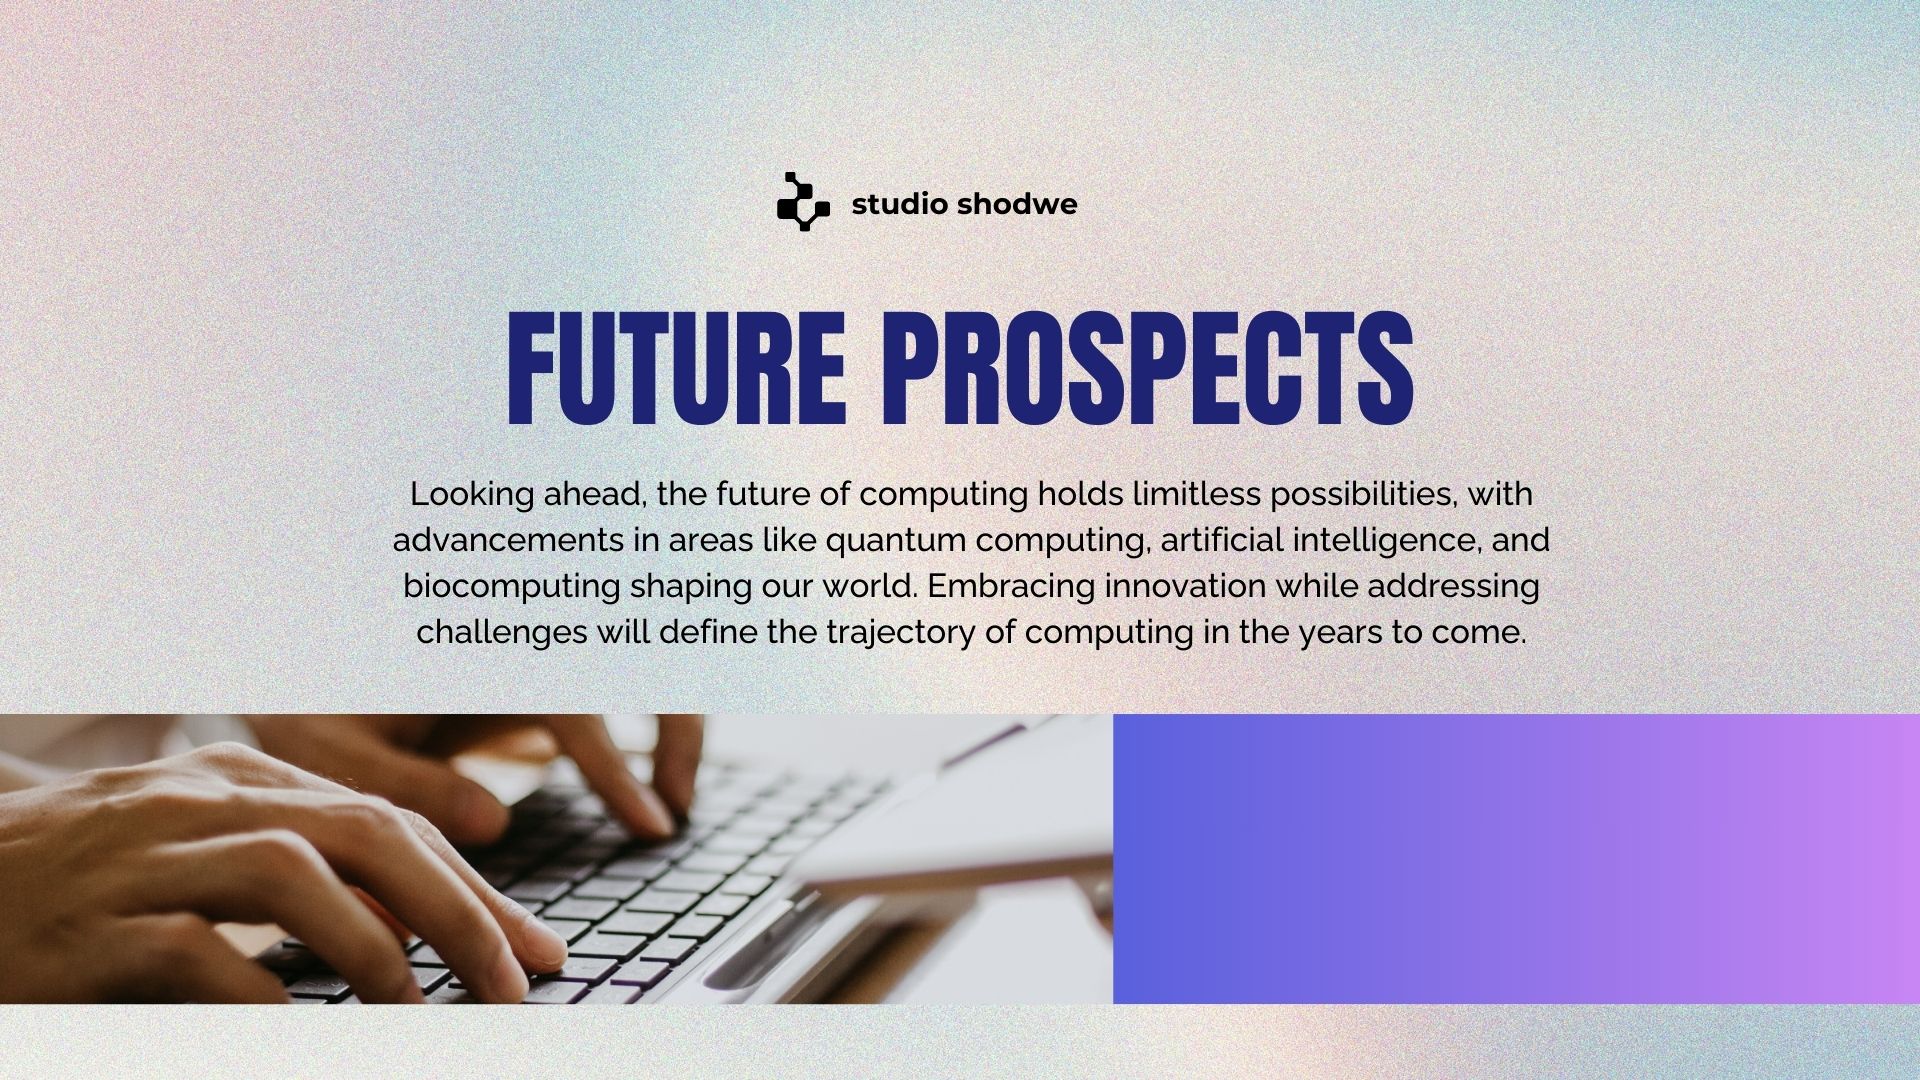 studio shodwe
FUTURE PROSPECTS
Looking ahead, the future of computing holds limitless possibilities, with
advancements in areas like quantum computing, artificial intelligence, and
biocomputing shaping our world. Embracing innovation while addressing
challenges will define the trajectory of computing in the years to come.